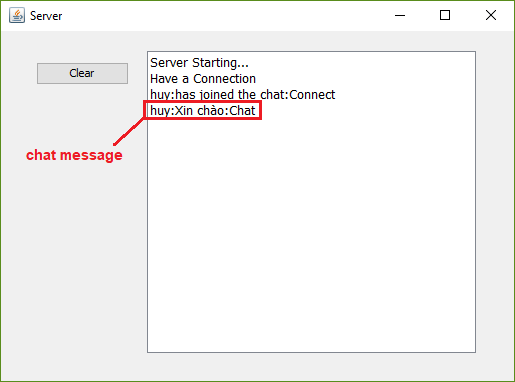 Server
Clear
Server Starting...
Have a Connection
huy:has joined the chat:Connect
huy:Xin chào:Chat
chat message